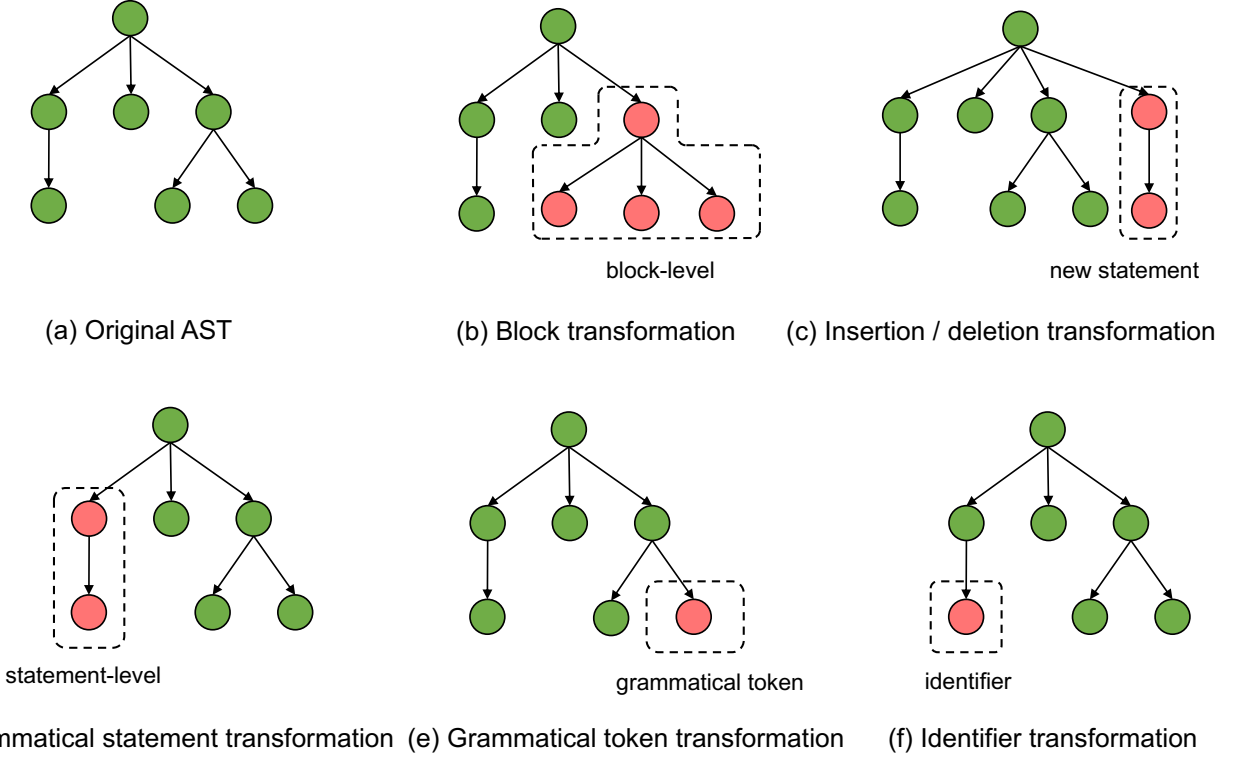 block-level
new statement
(a) Original AST
(b) Block transformation
(c) Insertion / deletion transformation
statement-level
grammatical token
identifier
statement transformation
(e) Grammatical token transformation
(f) Identifier transformation